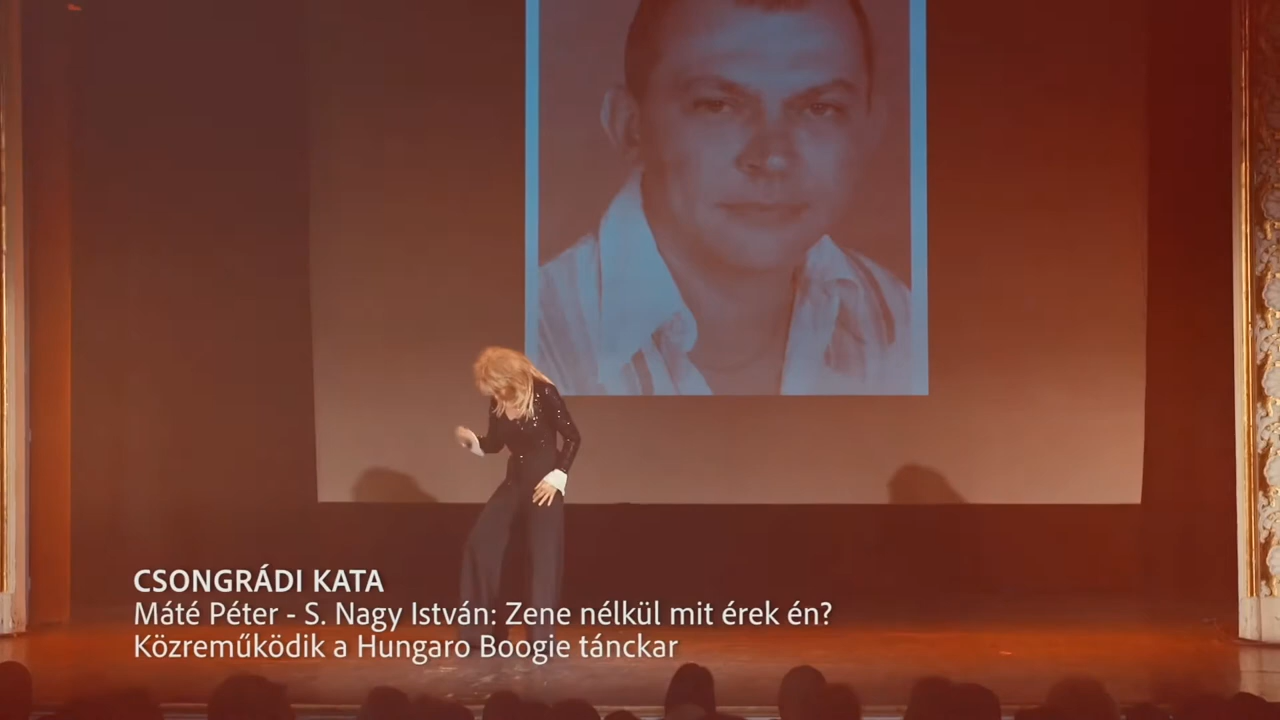 CSONGRÁDI KATA
Máté Péter - S. Nagy István: Zene nélkül mit érek én?
Közreműködik a Hungaro Boogie tánckar